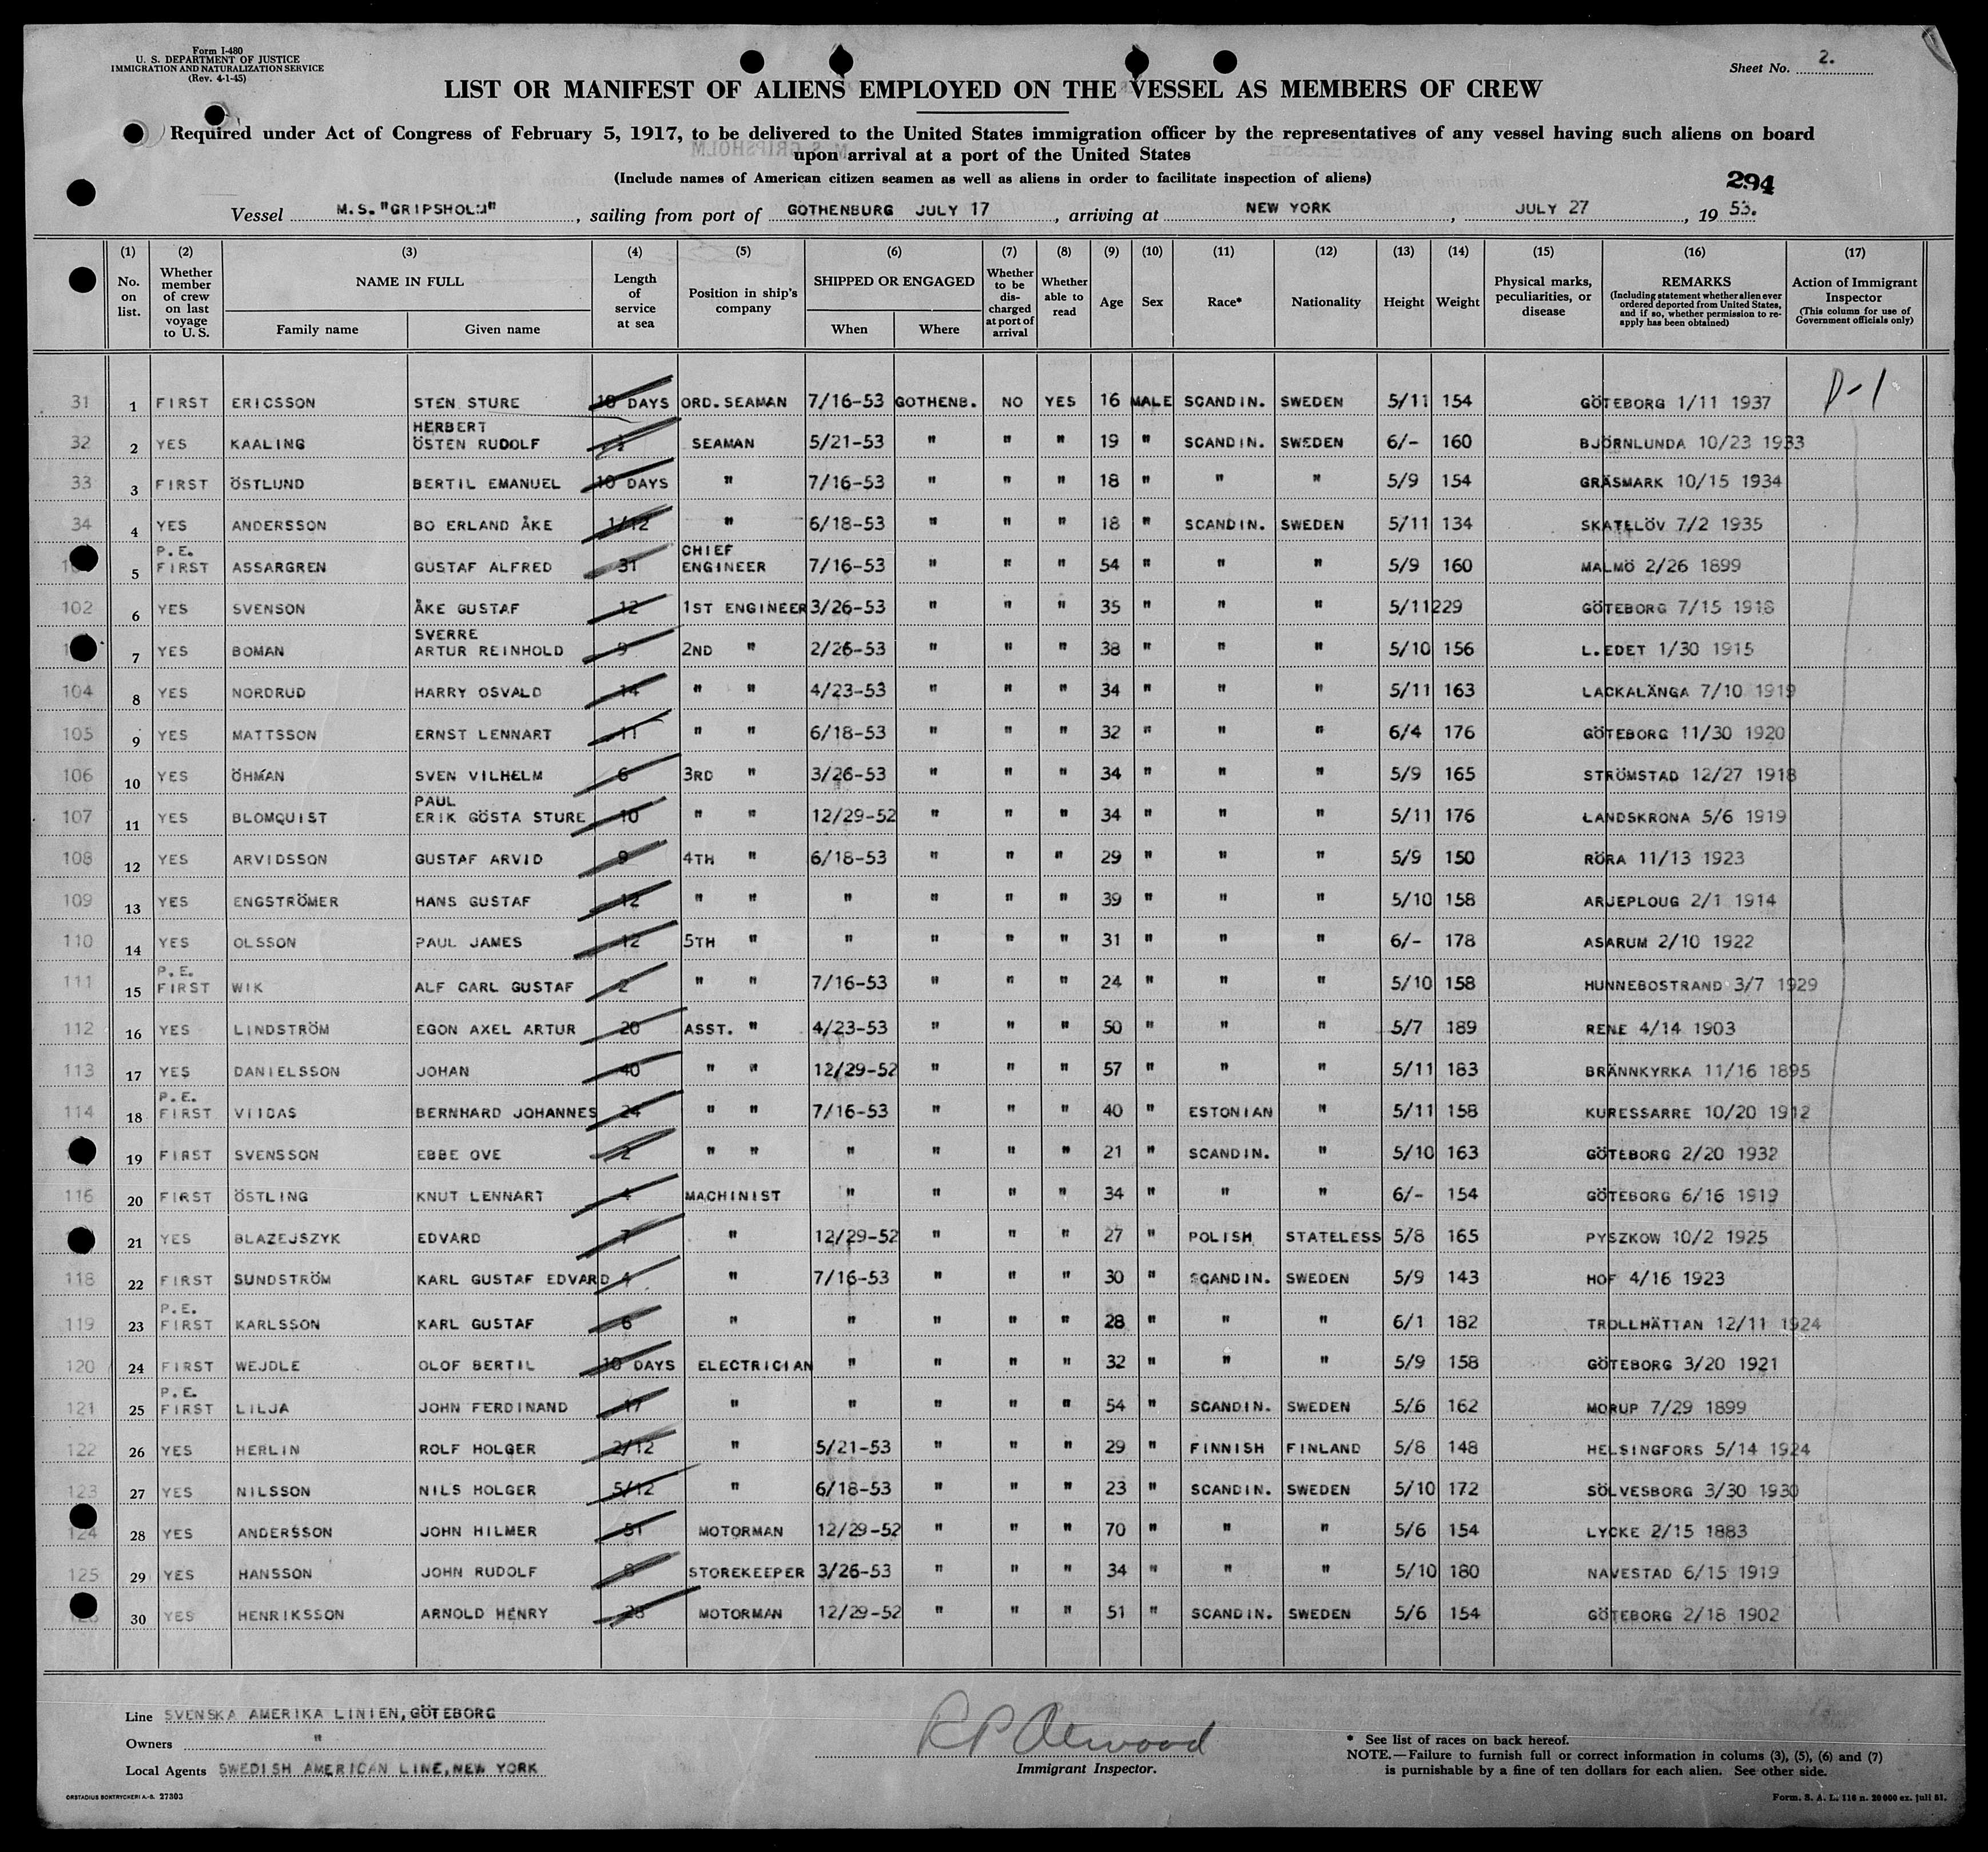 Form I-480
U. S. DEPARTMENT OF JUSTICE
IMMIGRATION AND NATURALIZATION SERVICE
(Rev. 4-1-45)
Sheet No. 2.
LIST OR MANIFEST OF ALIENS EMPLOYED ON THE VESSEL AS MEMBERS OF CREW
Required under Act of Congress of February 5, 1917, to be delivered to the United States immigration officer by the representatives of any vessel having such aliens on board
upon arrival at a port of the United States
(Include names of American citizen seamen as well as aliens in order to facilitate inspection of aliens)
294
Vessel M.S. "GRIPSHOLM", sailing from port of GOTHENBURG JULY 17, arriving at NEW YORK, JULY 27, 19 53.
(1) (2) (3) (4) (5) (6) (7) (8) (9) (10) (11) (12) (13) (14) (15) (16) (17)
No. on list.
Whether member of crew on last voyage to U. S.
NAME IN FULL
Family name
Given name
Length of service at sea
Position in ship's company
SHIPPED OR ENGAGED
When
Where
Whether to be discharged at port of arrival
Whether able to read
Age
Sex
Race*
Nationality
Height
Weight
Physical marks, peculiarities, or disease
REMARKS
(Including statement whether alien ever ordered deported from United States, and if so, whether permission to reapply has been obtained)
Action of Immigrant Inspector
(This column for use of Government officials only)
31 1 FIRST ERICSSON STEN STURE 10 DAYS ORD. SEAMAN 7/16-53 GOTHENB. NO YES 16 MALE SCANDIN. SWEDEN 5/11 154 GÖTEBORG 1/11 1937 D-1
32 2 YES KAALING HERBERT ÖSTEN RUDOLF SEAMAN 5/21-53 " " " 19 " SCANDIN. SWEDEN 6/- 160 BJÖRNLUNDA 10/23 1933
33 3 FIRST ÖSTLUND BERTIL EMANUEL 10 DAYS " 7/16-53 " " " 18 " " " 5/9 154 GRÄSMARK 10/15 1934
34 4 YES ANDERSSON BO ERLAND ÅKE 1/12 " 6/18-53 " " " 18 " SCANDIN. SWEDEN 5/11 134 SKATELÖV 7/2 1935
5 P.E. FIRST ASSARGREN GUSTAF ALFRED 31 CHIEF ENGINEER 7/16-53 " " " 54 " " " 5/9 160 MALMÖ 2/26 1899
102 6 YES SVENSON ÅKE GUSTAF 12 1ST ENGINEER 3/26-53 " " " 35 " " " 5/11 229 GÖTEBORG 7/15 1918
7 YES BOMAN SVERRE ARTUR REINHOLD 9 2ND " 2/26-53 " " " 38 " " " 5/10 156 L.EDET 1/30 1915
104 8 YES NORDRUD HARRY OSVALD 14 " " 4/23-53 " " " 34 " " " 5/11 163 LACKALÄNGA 7/10 1919
105 9 YES MATTSSON ERNST LENNART 11 " " 6/18-53 " " " 32 " " " 6/4 176 GÖTEBORG 11/30 1920
106 10 YES ÖHMAN SVEN VILHELM 6 3RD " 3/26-53 " " " 34 " " " 5/9 165 STRÖMSTAD 12/27 1918
107 11 YES BLOMQUIST PAUL ERIK GÖSTA STURE 10 " " 12/29-52 " " " 34 " " " 5/11 176 LANDSKRONA 5/6 1919
108 12 YES ARVIDSSON GUSTAF ARVID 9 4TH " 6/18-53 " " " 29 " " " 5/9 150 RÖRA 11/13 1923
109 13 YES ENGSTRÖMER HANS GUSTAF 12 " " " " " " 39 " " " 5/10 158 ARJEPLOUG 2/1 1914
110 14 YES OLSSON PAUL JAMES 12 5TH " " " " " 31 " " " 6/- 178 ASARUM 2/10 1922
111 15 P.E. FIRST WIK ALF CARL GUSTAF 2 " " 7/16-53 " " " 24 " " " 5/10 158 HUNNEBOSTRAND 3/7 1929
112 16 YES LINDSTRÖM EGON AXEL ARTUR 20 ASST. " 4/23-53 " " " 50 " " " 5/7 189 RENE 4/14 1903
113 17 YES DANIELSSON JOHAN 40 " " 12/29-52 " " " 57 " " " 5/11 183 BRÄNNKYRKA 11/16 1895
114 18 P.E. FIRST VIIDAS BERNHARD JOHANNES 24 " " 7/16-53 " " " 40 " ESTONIAN " 5/11 158 KURESSARRE 10/20 1912
19 FIRST SVENSSON EBBE OVE 2 " " " " " " 21 " SCANDIN. " 5/10 163 GÖTEBORG 2/20 1932
116 20 FIRST ÖSTLING KNUT LENNART 4 MACHINIST " " " " 34 " " " 6/- 154 GÖTEBORG 6/16 1919
21 YES BLAZEJSZYK EDVARD 7 " 12/29-52 " " " 27 " POLISH STATELESS 5/8 165 PYSZKOW 10/2 1925
118 22 FIRST SUNDSTRÖM KARL GUSTAF EDVARD 4 " 7/16-53 " " " 30 " SCANDIN. SWEDEN 5/9 143 HOF 4/16 1923
119 23 P.E. FIRST KARLSSON KARL GUSTAF 6 " " " " " 28 " " " 6/1 182 TROLLHÄTTAN 12/11 1924
120 24 FIRST WEJDLE OLOF BERTIL 10 DAYS ELECTRICIAN " " " " 32 " " " 5/9 158 GÖTEBORG 3/20 1921
121 25 P.E. FIRST LILJA JOHN FERDINAND 17 " " " " " 54 " SCANDIN. SWEDEN 5/6 162 MORUP 7/29 1899
122 26 YES HERLIN ROLF HOLGER 2/12 " 5/21-53 " " " 29 " FINNISH FINLAND 5/8 148 HELSINGFORS 5/14 1924
123 27 YES NILSSON NILS HOLGER 5/12 " 6/18-53 " " " 23 " SCANDIN. SWEDEN 5/10 172 SÖLVESBORG 3/30 1930
124 28 YES ANDERSSON JOHN HILMER 51 MOTORMAN 12/29-52 " " " 70 " " " 5/6 154 LYCKE 2/15 1883
125 29 YES HANSSON JOHN RUDOLF 8 STOREKEEPER 3/26-53 " " " 34 " " " 5/10 180 NAVESTAD 6/15 1919
30 YES HENRIKSSON ARNOLD HENRY 28 MOTORMAN 12/29-52 " " " 51 " SCANDIN. SWEDEN 5/6 154 GÖTEBORG 2/18 1902
Line SVENSKA AMERIKA LINIEN, GÖTEBORG
Owners "
Local Agents SWEDISH AMERICAN LINE, NEW YORK
ORSTADIUS BOKTRYCKERI A.-B. 27303
R P Alwood
Immigrant Inspector.
* See list of races on back hereof.
NOTE.—Failure to furnish full or correct information in colums (3), (5), (6) and (7)
is punishable by a fine of ten dollars for each alien. See other side.
Form. S. A. L. 116 n. 20 000 ex. juli 51.